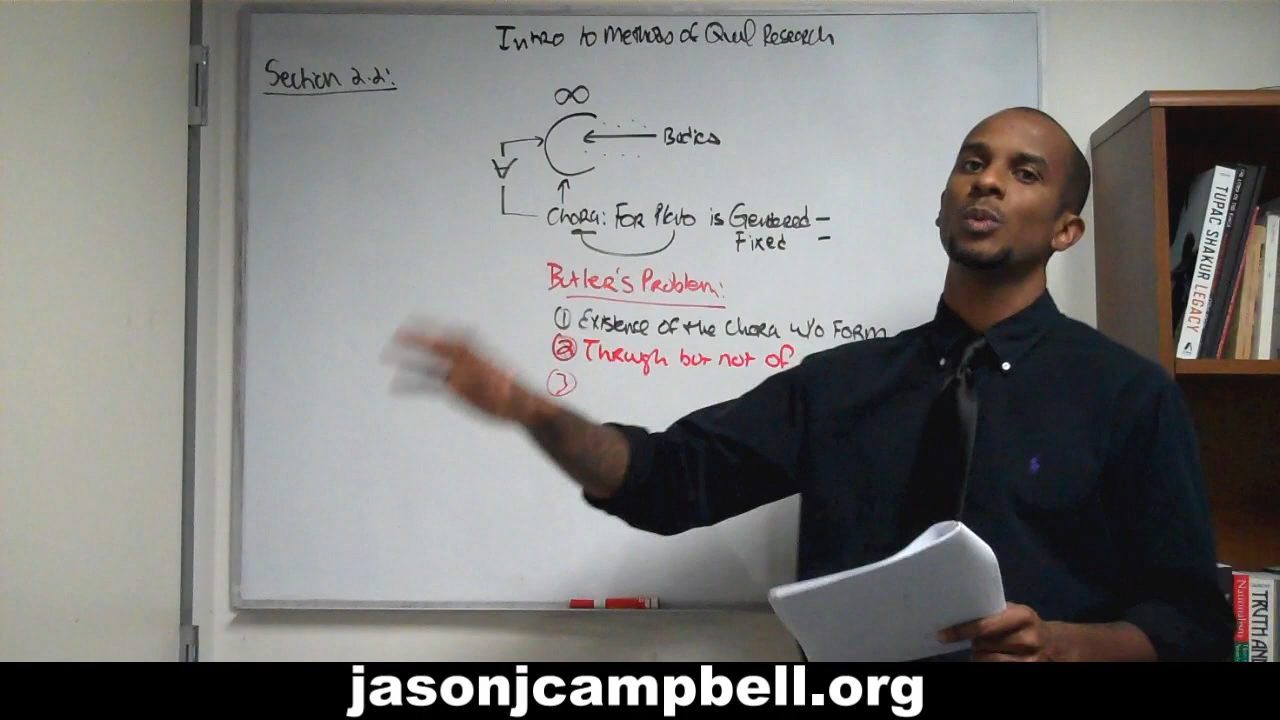 Intro to Methods of Qual Research
Section 2.2:
∞
Bodies
∀
Chora: For Plato is Gendered –
Fixed –
Butler's Problem:
① Existence of the Chora w/o Form
② Through but not of
③
TUPAC SHAKUR LEGACY
Nationalism
TRUTH AND
jasonjcampbell.org